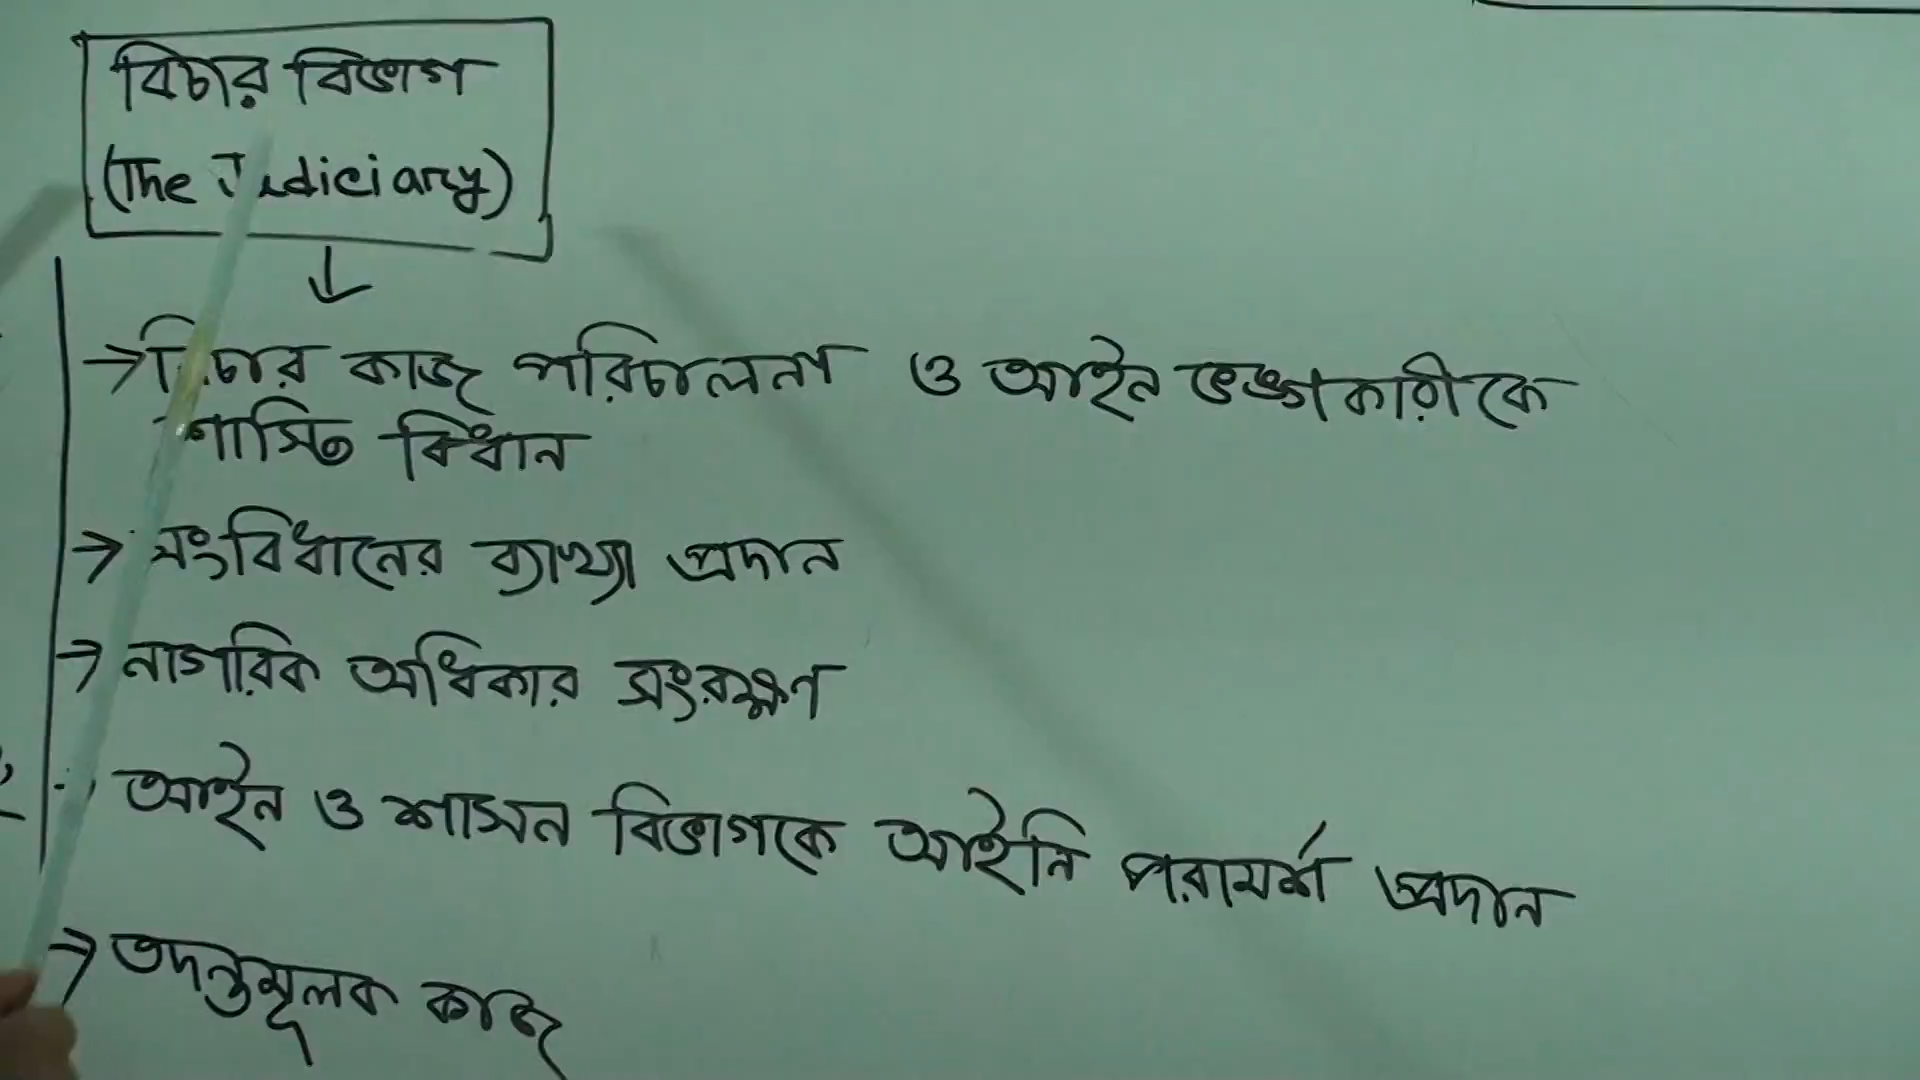 বিচার বিভাগ
(The Judiciary)
↓
→বিচার কাজ পরিচালনা ও আইন ভঙ্গকারীকে
শাস্তি বিধান
→ সংবিধানের ব্যাখ্যা প্রদান
→ নাগরিক অধিকার সংরক্ষণ
আইন ও শাসন বিভাগকে আইনি পরামর্শ প্রদান
→ তদন্তমূলক কাজ